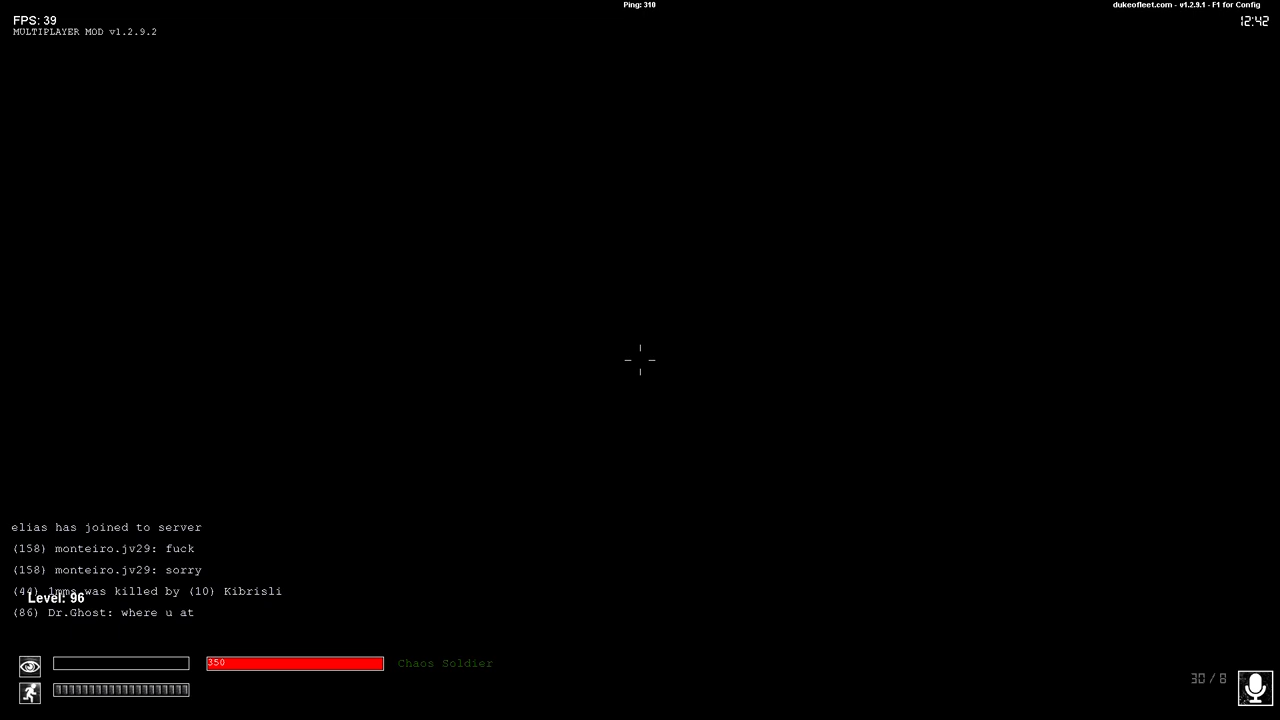 Ping: 310
dukeofleet.com - v1.2.9.1 - F1 for Config
FPS: 39
12:42
MULTIPLAYER MOD v1.2.9.2
elias has joined to server
(158) monteiro.jv29: fuck
(158) monteiro.jv29: sorry
(44) 1mms was killed by (10) Kibrisli
Level: 96
(86) Dr.Ghost: where u at
350
Chaos Soldier
30 / 8